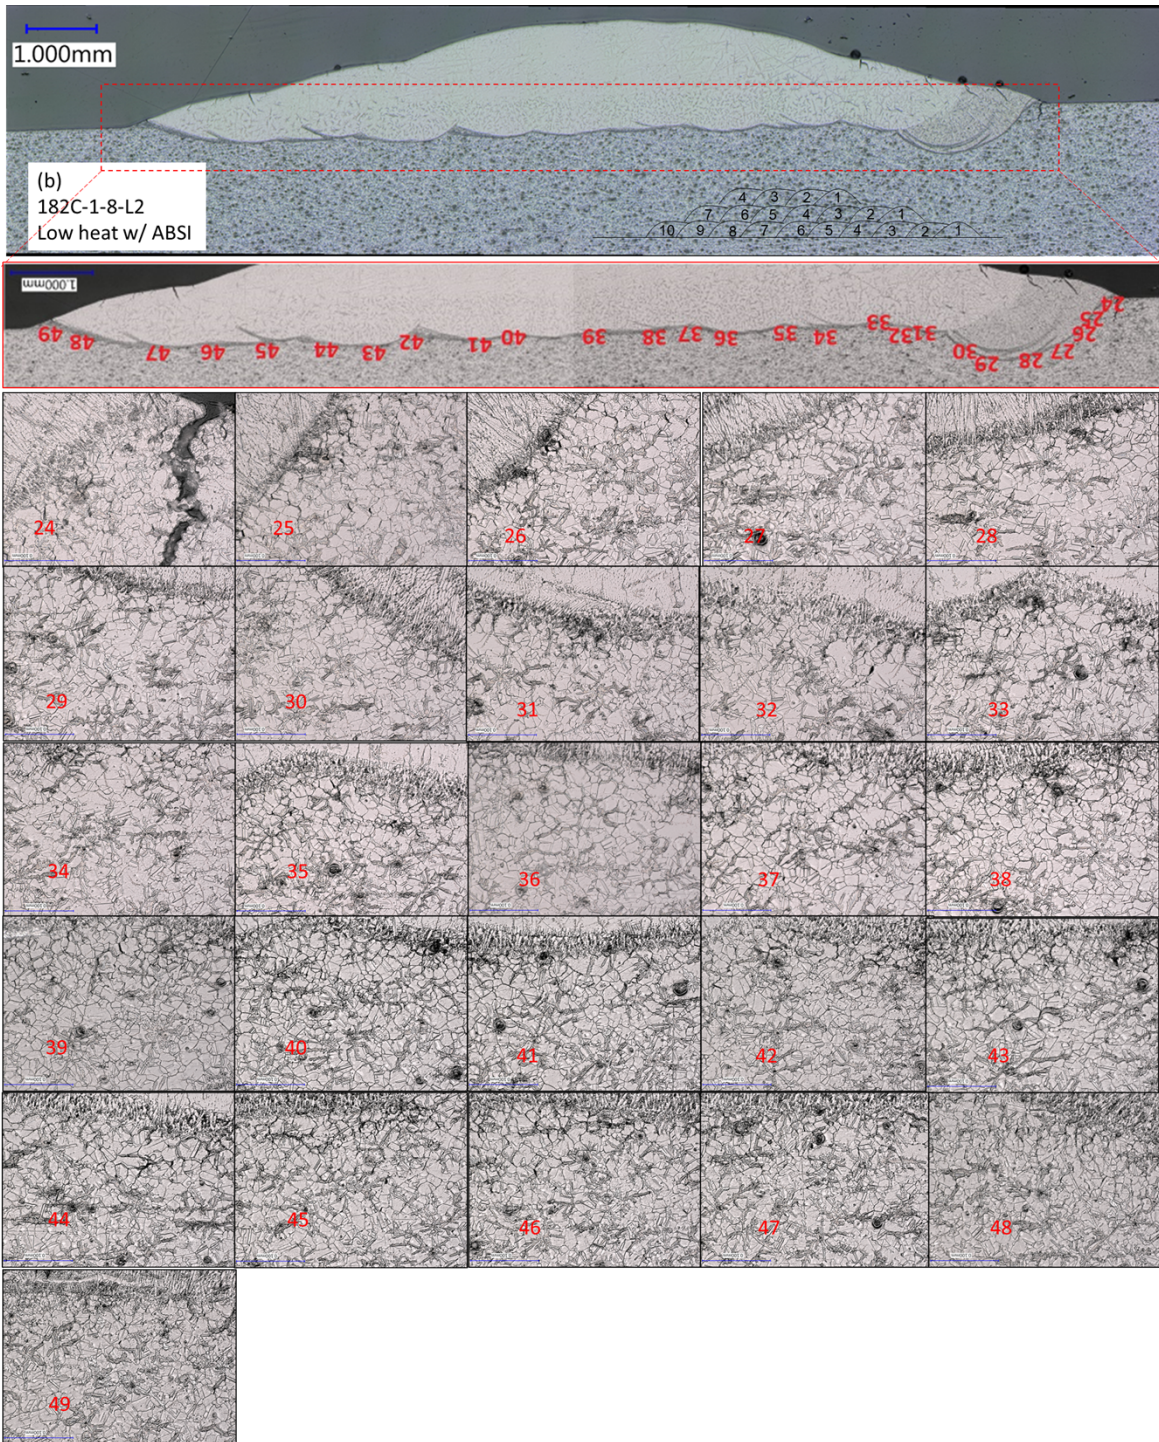 1.000mm
(b)
182C-1-8-L2
Low heat w/ ABSI
4 3 2 1
7 6 5 4 3 2 1
10 9 8 7 6 5 4 3 2 1
1.000mm
49 48 47 46 45 44 43 42 41 40 39 38 37 36 35 34 33 32 31 30 29 28 27 26 25 24
24 25 26 27 28
29 30 31 32 33
34 35 36 37 38
39 40 41 42 43
44 45 46 47 48
49